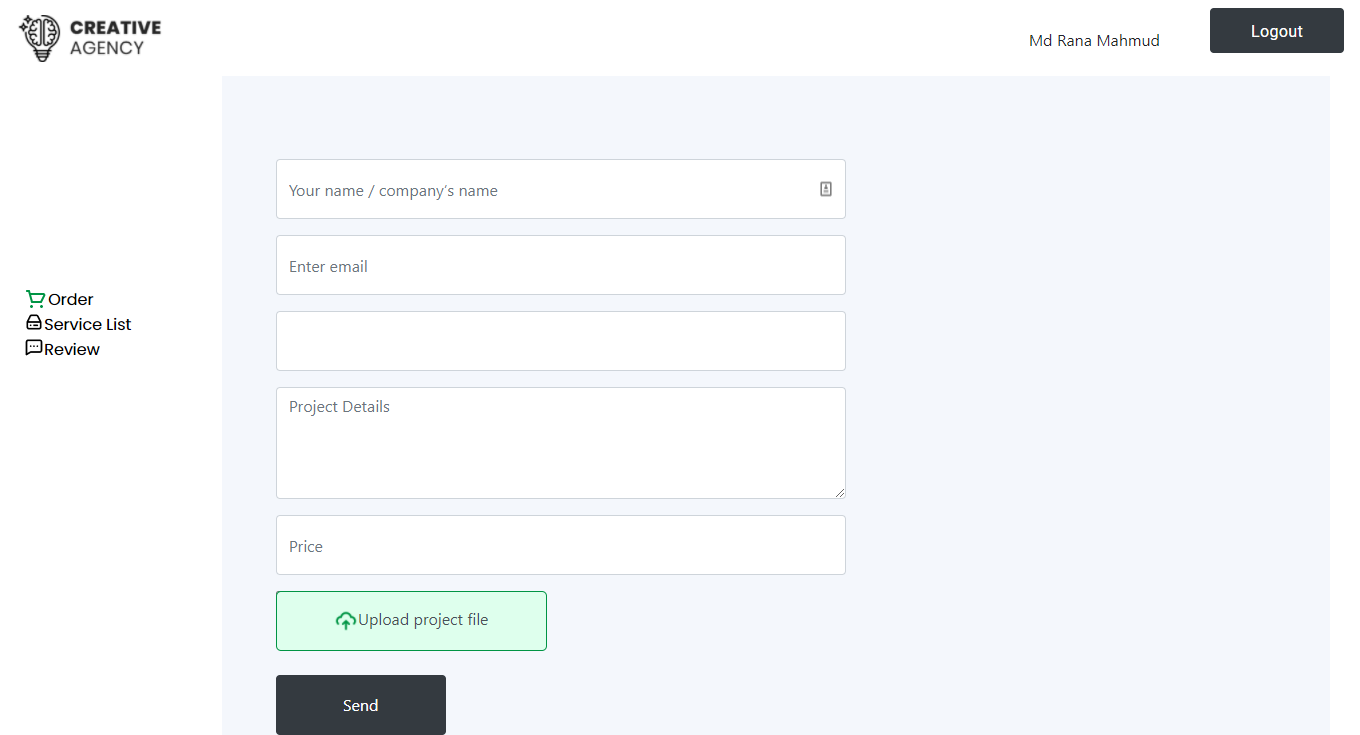 CREATIVE
AGENCY
Md Rana Mahmud
Logout
Your name / company's name
Enter email
Order
Service List
Review
Project Details
Price
Upload project file
Send